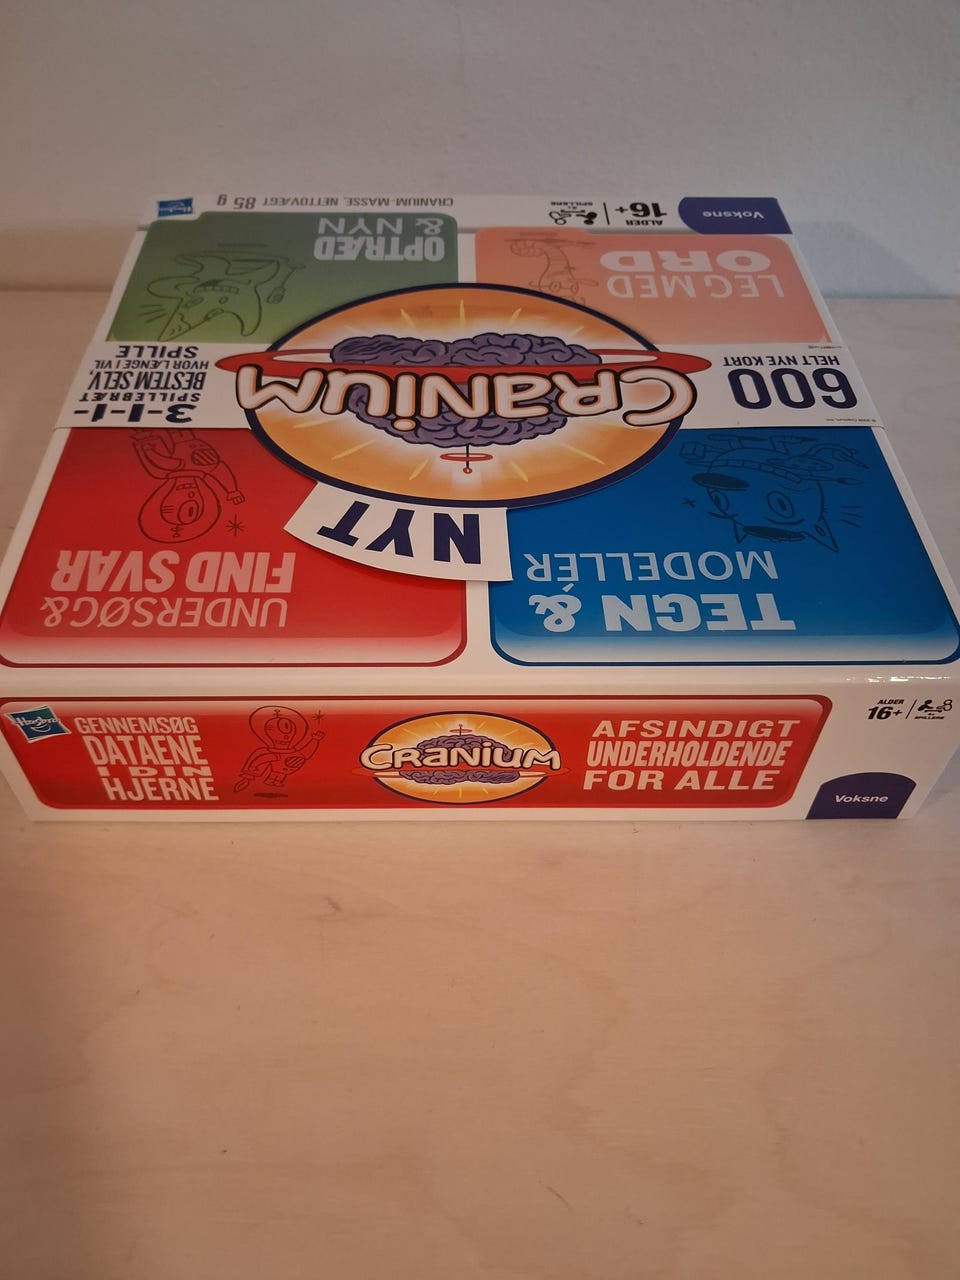 Voksne
ALDER
16+
4+
SPILLERE
CRANIUM-MASSE. NETTOVÆGT 85 g
Hasbro
LEG MED
ORD
OPTRÆD
& NYN
600
HELT NYE KORT
CRANIUM
3-I-1-
SPILLEBRÆT
BESTEM SELV,
HVOR LÆNGE I VIL
SPILLE
NYT
TEGN &
MODELLÉR
UNDERSØG &
FIND SVAR
Hasbro
GENNEMSØG
DATAENE
I DIN
HJERNE
CRANIUM
AFSINDIGT
UNDERHOLDENDE
FOR ALLE
ALDER
16+
4+
SPILLERE
Voksne